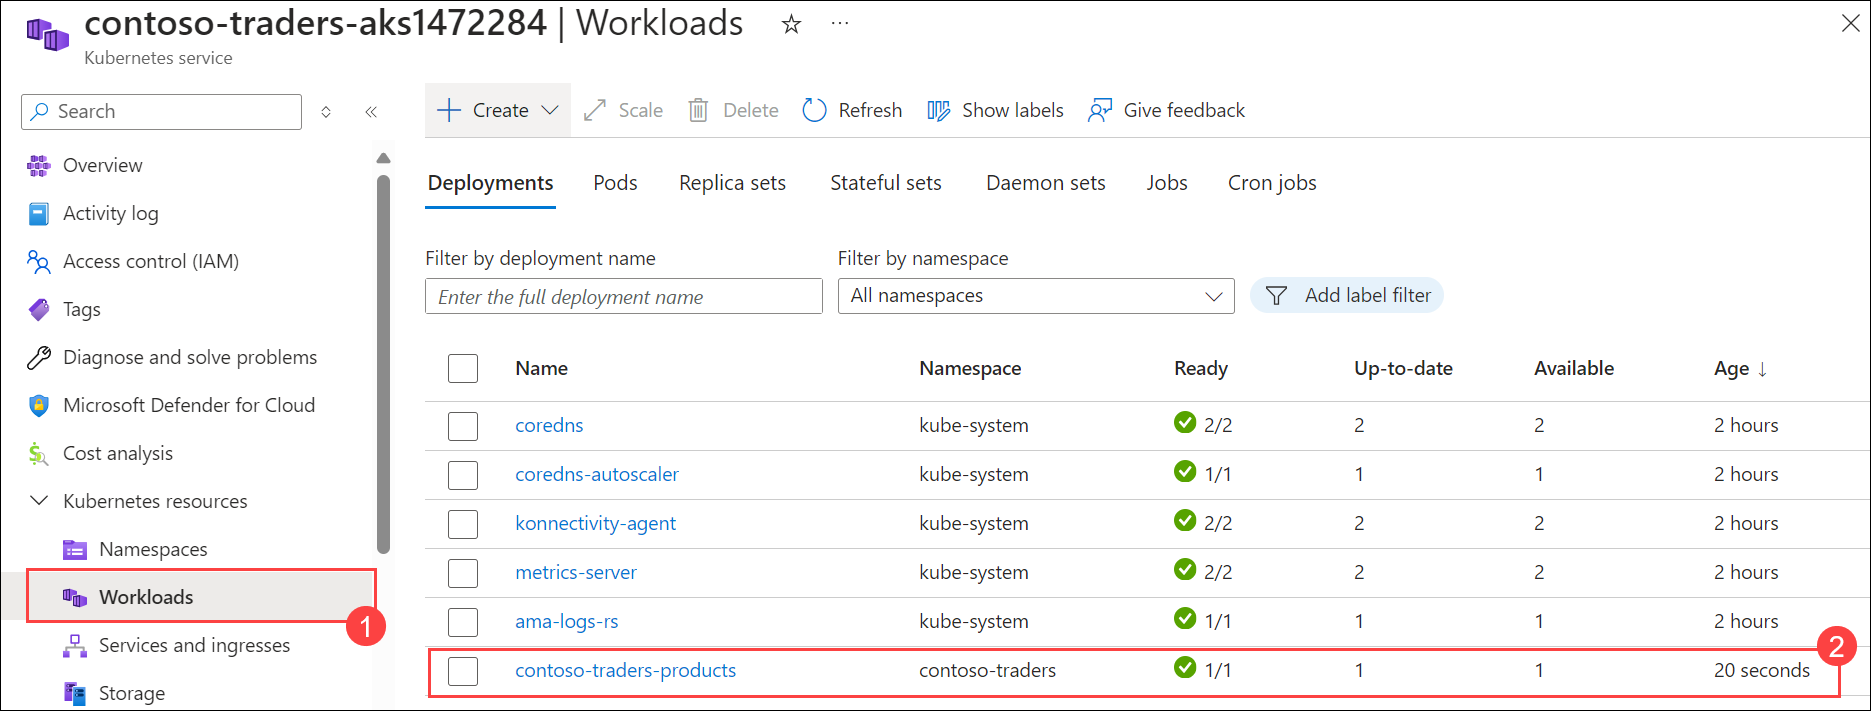 contoso-traders-aks1472284 | Workloads ☆ ...
Kubernetes service
Search
Overview
Activity log
Access control (IAM)
Tags
Diagnose and solve problems
Microsoft Defender for Cloud
Cost analysis
Kubernetes resources
Namespaces
Workloads
1
Services and ingresses
Storage
Create Scale Delete Refresh Show labels Give feedback
Deployments Pods Replica sets Stateful sets Daemon sets Jobs Cron jobs
Filter by deployment name Filter by namespace
Enter the full deployment name All namespaces Add label filter
Name Namespace Ready Up-to-date Available Age ↓
coredns kube-system 2/2 2 2 2 hours
coredns-autoscaler kube-system 1/1 1 1 2 hours
konnectivity-agent kube-system 2/2 2 2 2 hours
metrics-server kube-system 2/2 2 2 2 hours
ama-logs-rs kube-system 1/1 1 1 2 hours
2
contoso-traders-products contoso-traders 1/1 1 1 20 seconds